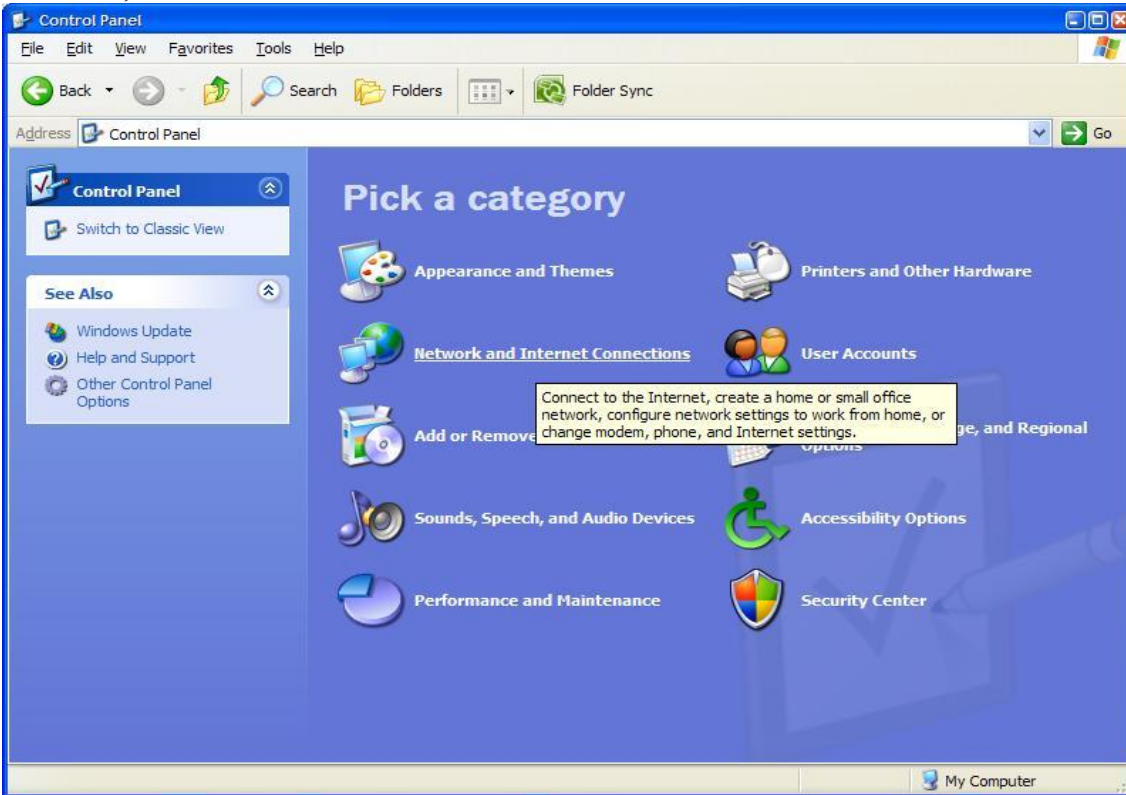 Control Panel
File Edit View Favorites Tools Help
Back Search Folders Folder Sync
Address Control Panel Go
Control Panel
Switch to Classic View
See Also
Windows Update
Help and Support
Other Control Panel
Options
Pick a category
Appearance and Themes
Printers and Other Hardware
Network and Internet Connections
User Accounts
Connect to the Internet, create a home or small office
network, configure network settings to work from home, or
change modem, phone, and Internet settings.
Add or Remove
, and Regional
Options
Sounds, Speech, and Audio Devices
Accessibility Options
Performance and Maintenance
Security Center
My Computer